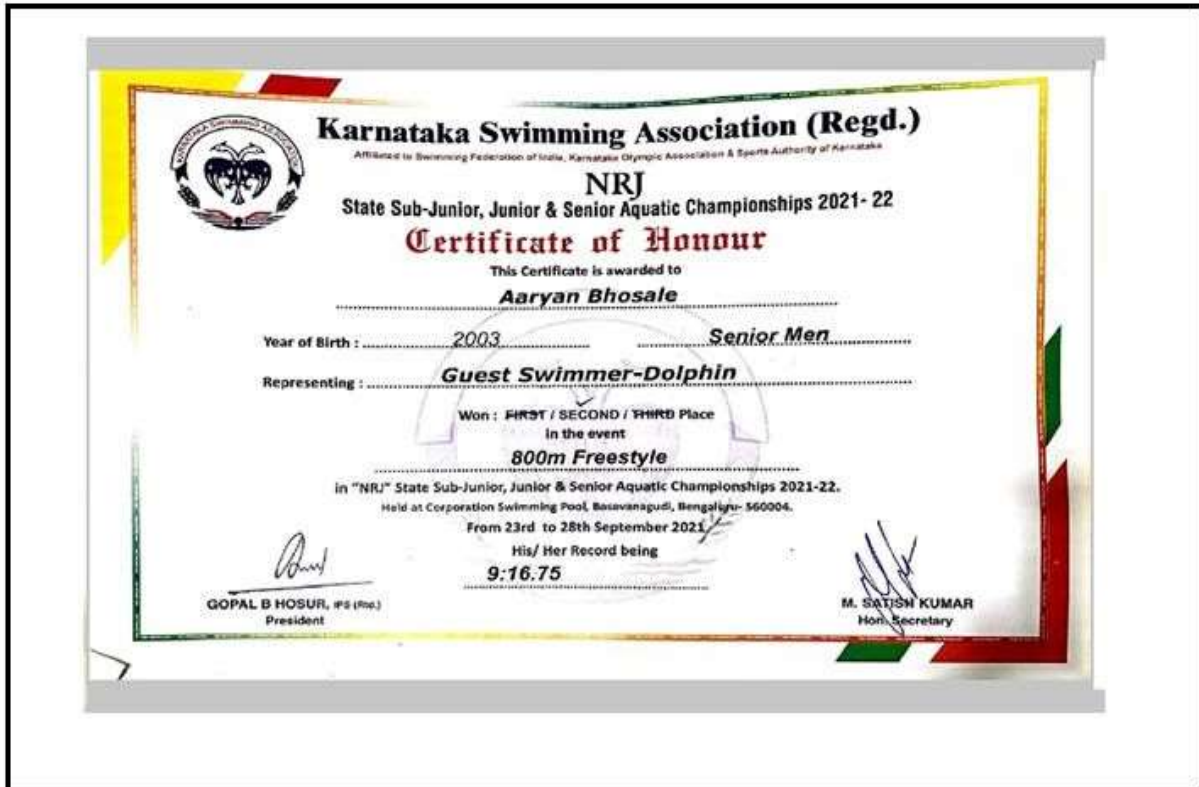 KARNATAKA SWIMMING ASSOCIATION
Karnataka Swimming Association (Regd.)
Affiliated to Swimming Federation of India, Karnataka Olympic Association & Sports Authority of Karnataka
NRJ
State Sub-Junior, Junior & Senior Aquatic Championships 2021- 22
Certificate of Honour
This Certificate is awarded to
Aaryan Bhosale
Year of Birth : 2003 Senior Men
Representing : Guest Swimmer-Dolphin
Won : FIRST / SECOND / THIRD Place
in the event
800m Freestyle
in "NRJ" State Sub-Junior, Junior & Senior Aquatic Championships 2021-22.
Held at Corporation Swimming Pool, Basavanagudi, Bengaluru- 560004.
From 23rd to 28th September 2021
His/ Her Record being
9:16.75
GOPAL B HOSUR, IPS (Rtd.)
President
M. SATISH KUMAR
Hon. Secretary